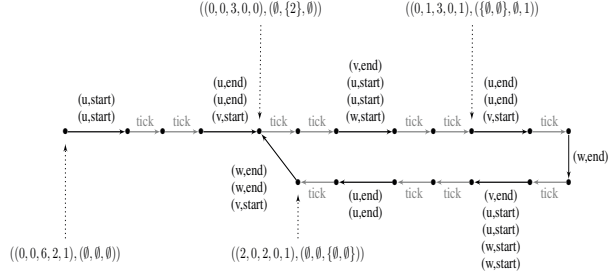 ((0, 0, 3, 0, 0), (∅, {2}, ∅))
((0, 1, 3, 0, 1), ({∅, ∅}, ∅, 1))
(u,start)
(u,start)
tick
tick
(u,end)
(u,end)
(v,start)
tick
tick
(v,end)
(u,start)
(u,start)
(w,start)
tick
tick
(u,end)
(u,end)
(v,start)
tick
(w,end)
(w,end)
(w,end)
(v,start)
tick
(u,end)
(u,end)
tick
tick
(v,end)
(u,start)
(u,start)
(w,start)
(w,start)
tick
((0, 0, 6, 2, 1), (∅, ∅, ∅))
((2, 0, 2, 0, 1), (∅, ∅, {∅, ∅}))